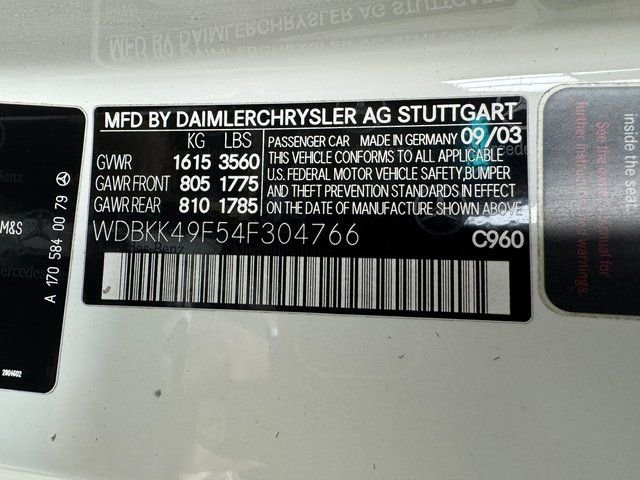 MFD BY DAIMLERCHRYSLER AG STUTTGART
KG LBS
GVWR 1615 3560
GAWR FRONT 805 1775
GAWR REAR 810 1785
PASSENGER CAR MADE IN GERMANY 09/03
THIS VEHICLE CONFORMS TO ALL APPLICABLE
U.S. FEDERAL MOTOR VEHICLE SAFETY,BUMPER
AND THEFT PREVENTION STANDARDS IN EFFECT
ON THE DATE OF MANUFACTURE SHOWN ABOVE.
WDBKK49F54F304766
C960
M&S
A 170 584 00 79
inside the
See
further
warnings.